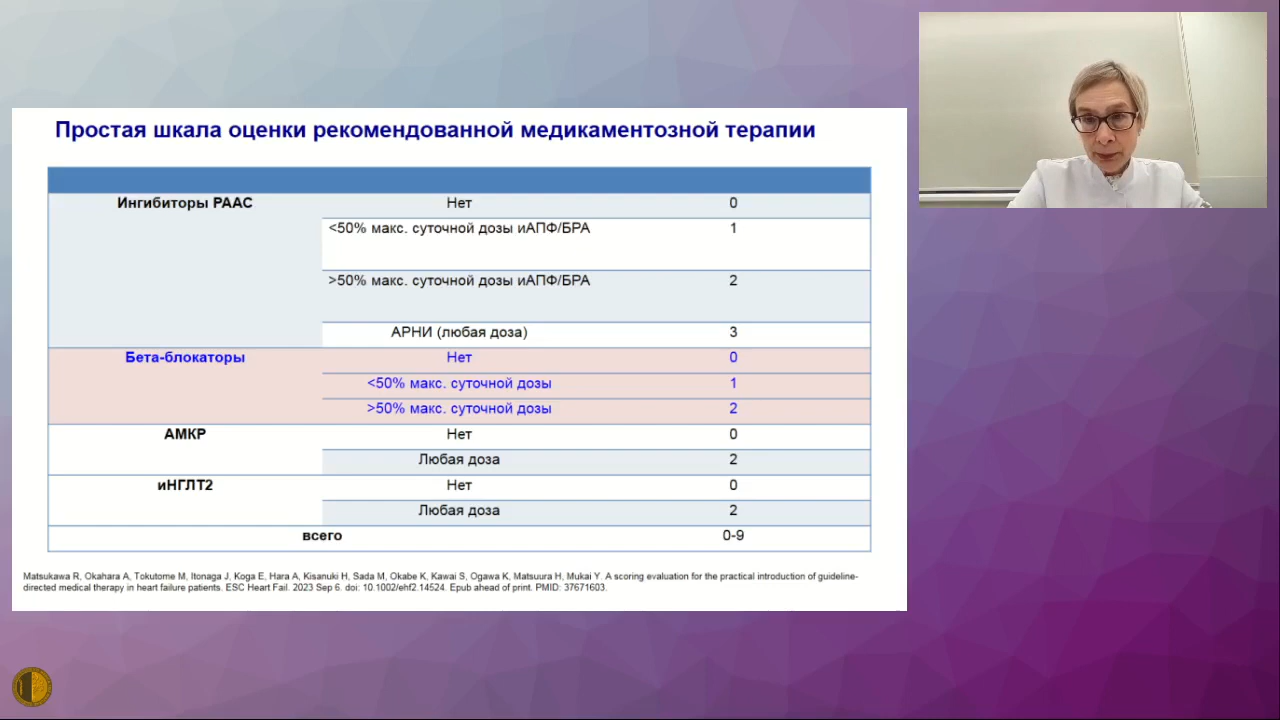 Простая шкала оценки рекомендованной медикаментозной терапии
Ингибиторы РААС Нет 0
<50% макс. суточной дозы иАПФ/БРА 1
>50% макс. суточной дозы иАПФ/БРА 2
АРНИ (любая доза) 3
Бета-блокаторы Нет 0
<50% макс. суточной дозы 1
>50% макс. суточной дозы 2
АМКР Нет 0
Любая доза 2
иНГЛТ2 Нет 0
Любая доза 2
всего 0-9
Matsukawa R, Okahara A, Tokutome M, Itonaga J, Koga E, Hara A, Kisanuki H, Sada M, Okabe K, Kawai S, Ogawa K, Matsuura H, Mukai Y. A scoring evaluation for the practical introduction of guideline-
directed medical therapy in heart failure patients. ESC Heart Fail. 2023 Sep 6. doi: 10.1002/ehf2.14524. Epub ahead of print. PMID: 37671603.